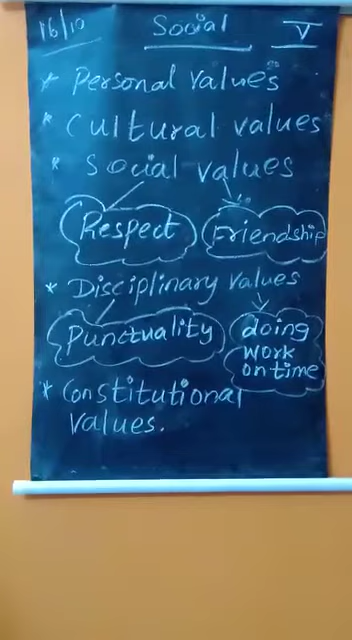 16/10 Social V
* Personal values
* Cultural values
* Social values
Respect Friendship
* Disciplinary values
Punctuality doing
work
on time
* Constitutional
values.